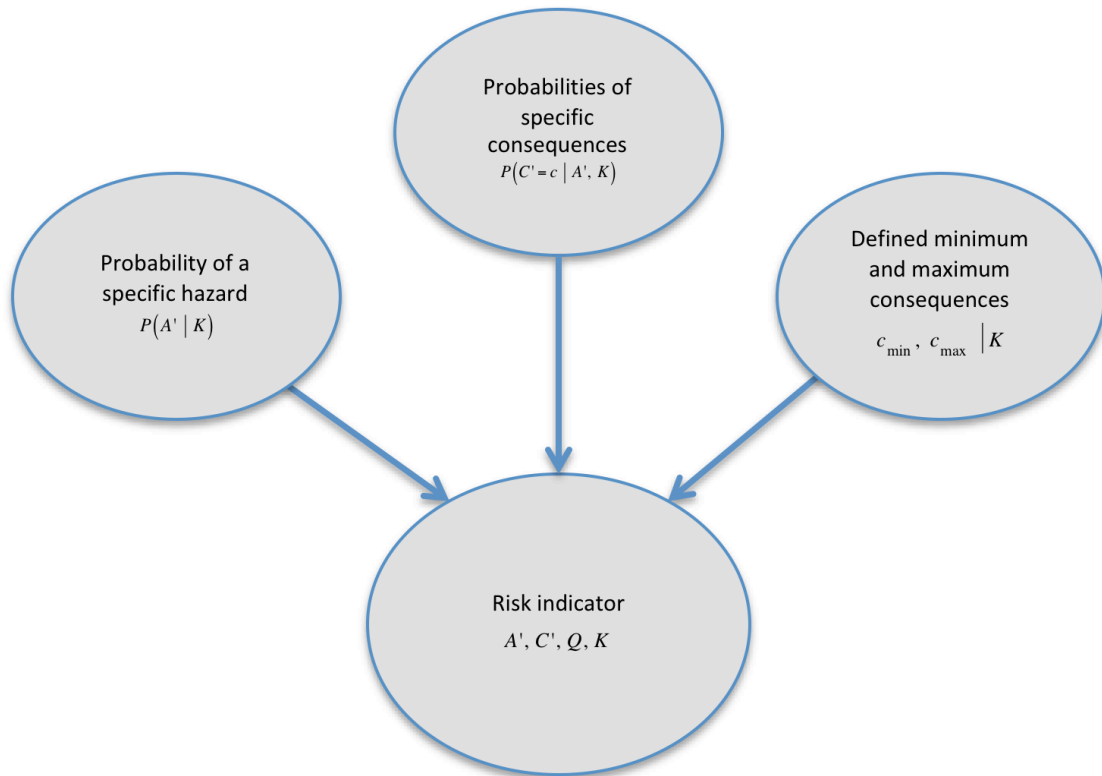 Probabilities of
specific
consequences
P(C' = c | A', K)
Probability of a
specific hazard
P(A' | K)
Defined minimum
and maximum
consequences
c_min , c_max | K
Risk indicator
A', C', Q, K